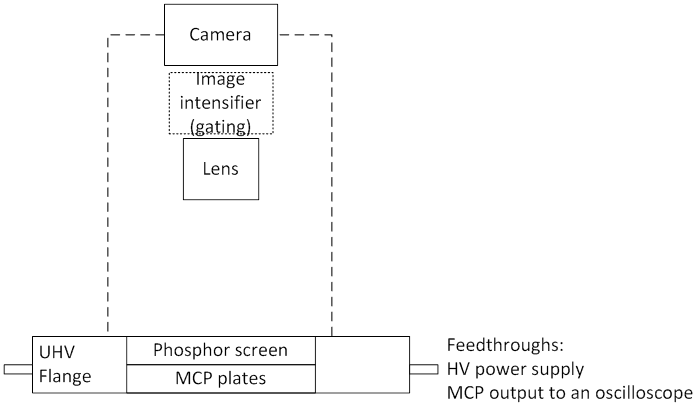 Camera
Image
intensifier
(gating)
Lens
UHV
Flange
Phosphor screen
MCP plates
Feedthroughs:
HV power supply
MCP output to an oscilloscope